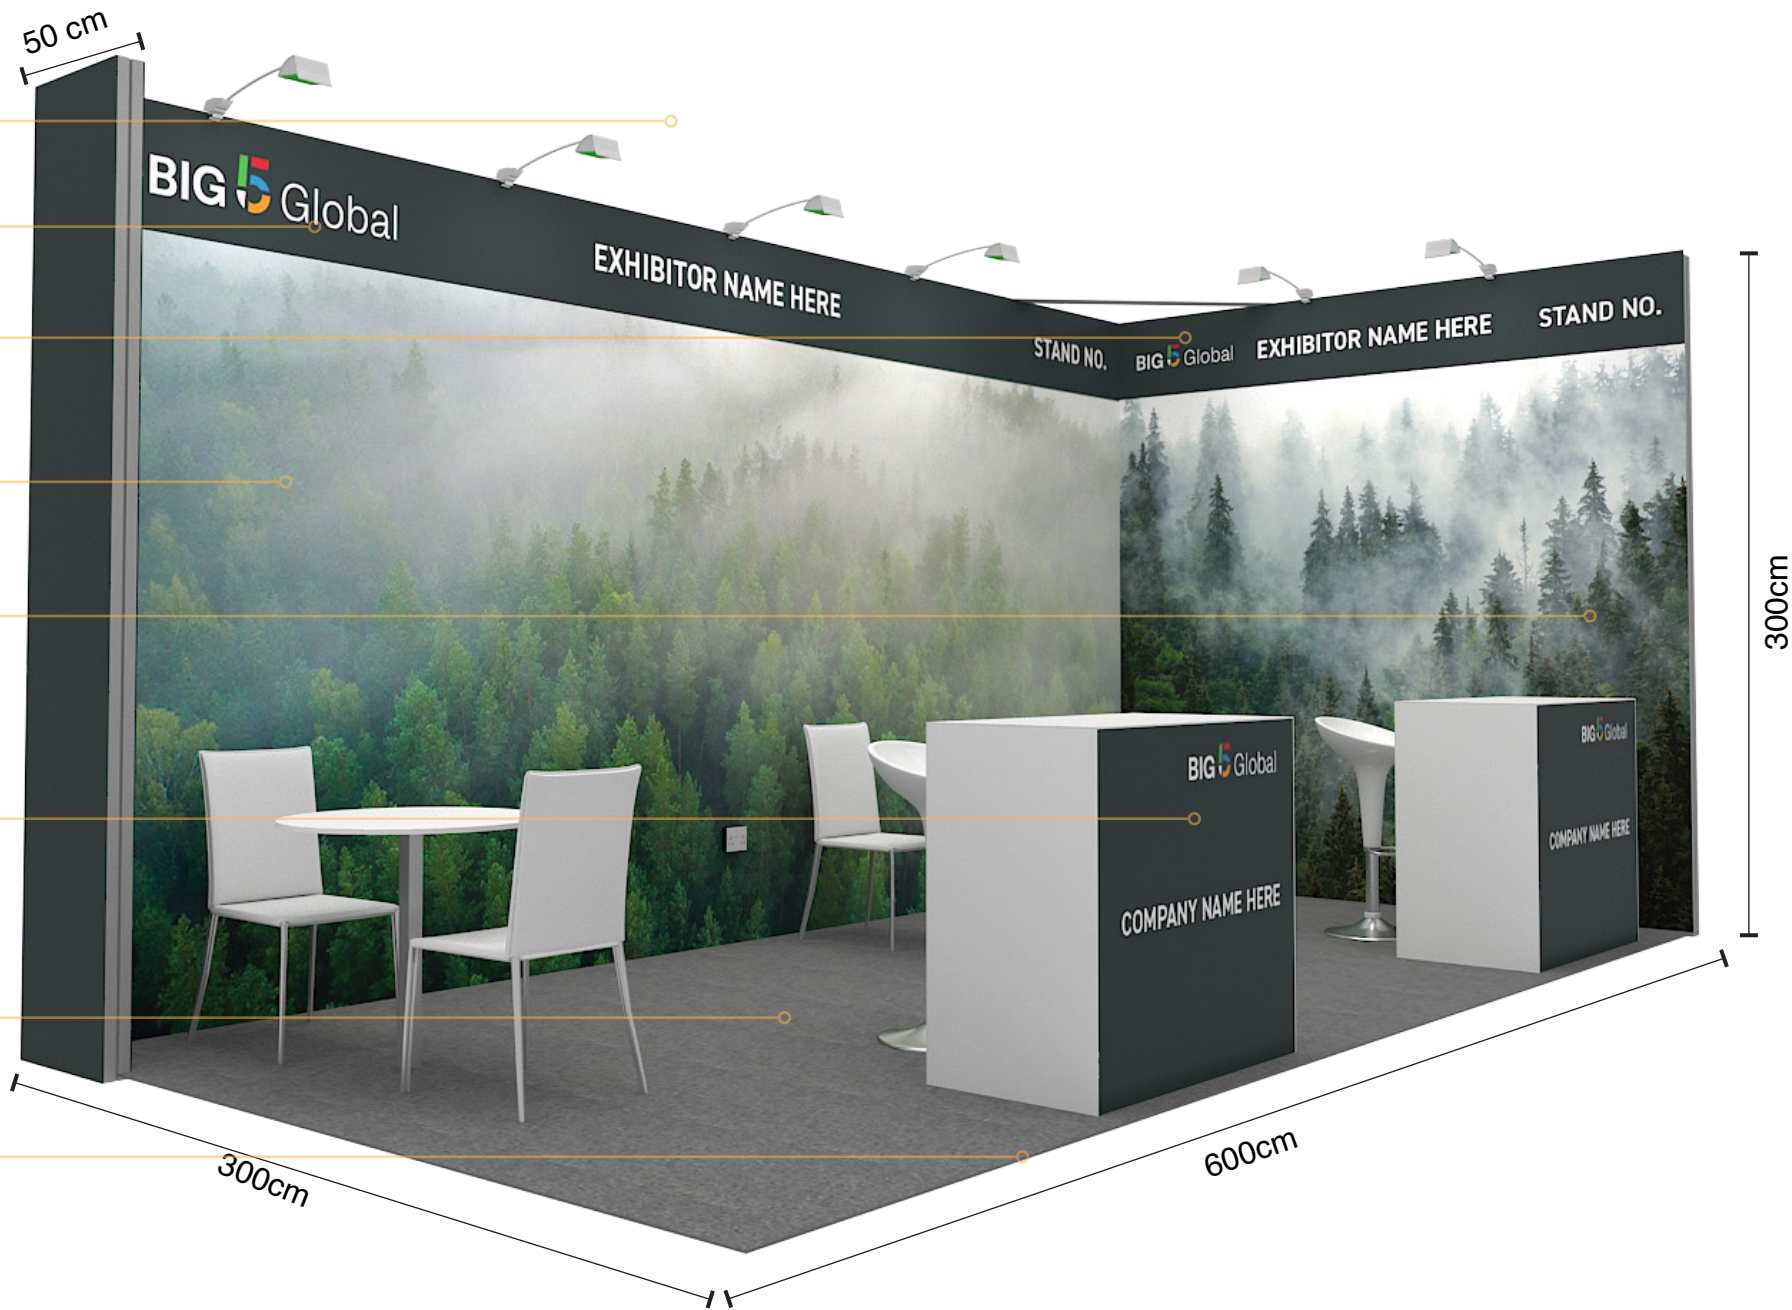 50 cm
BIG 5 Global
EXHIBITOR NAME HERE
STAND NO.
BIG 5 Global
EXHIBITOR NAME HERE
STAND NO.
300cm
BIG 5 Global
COMPANY NAME HERE
BIG 5 Global
COMPANY NAME HERE
300cm
600cm